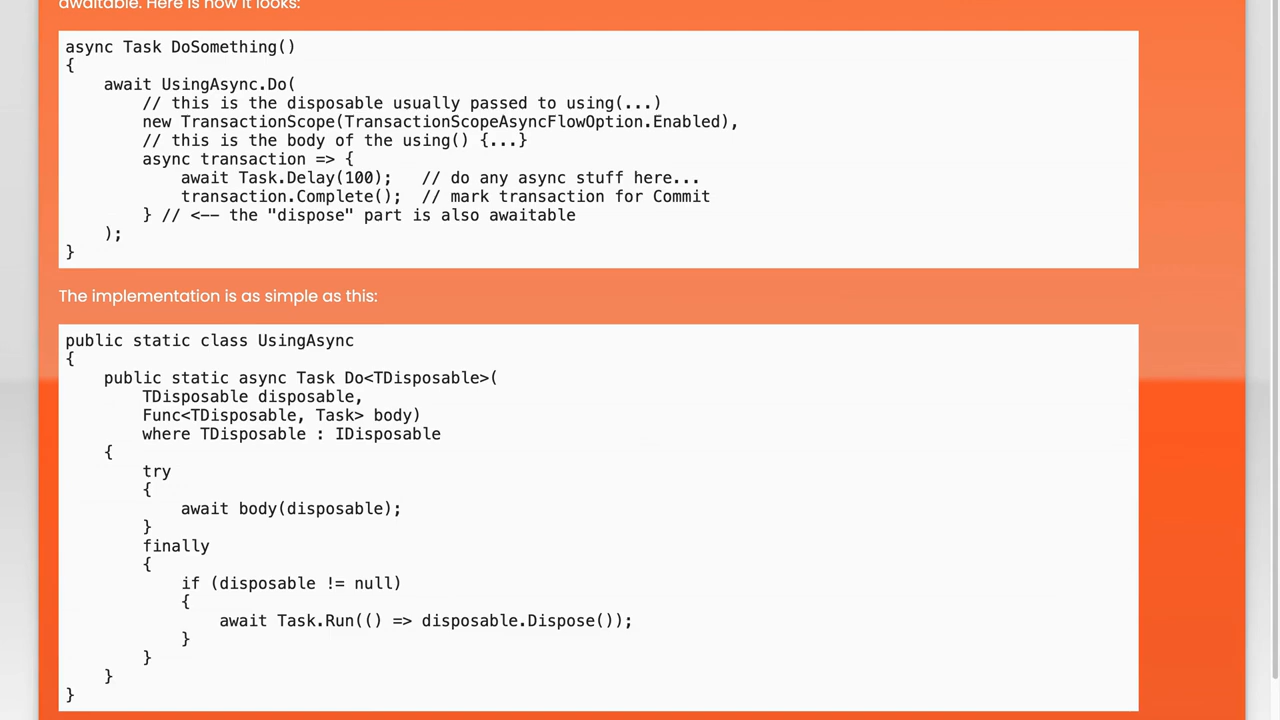 awaitable. Here is how it looks:
async Task DoSomething()
{
    await UsingAsync.Do(
        // this is the disposable usually passed to using(...)
        new TransactionScope(TransactionScopeAsyncFlowOption.Enabled),
        // this is the body of the using() {...}
        async transaction => {
            await Task.Delay(100);   // do any async stuff here...
            transaction.Complete();  // mark transaction for Commit
        } // <-- the "dispose" part is also awaitable
    );
}
The implementation is as simple as this:
public static class UsingAsync
{
    public static async Task Do<TDisposable>(
        TDisposable disposable,
        Func<TDisposable, Task> body)
        where TDisposable : IDisposable
    {
        try
        {
            await body(disposable);
        }
        finally
        {
            if (disposable != null)
            {
                await Task.Run(() => disposable.Dispose());
            }
        }
    }
}